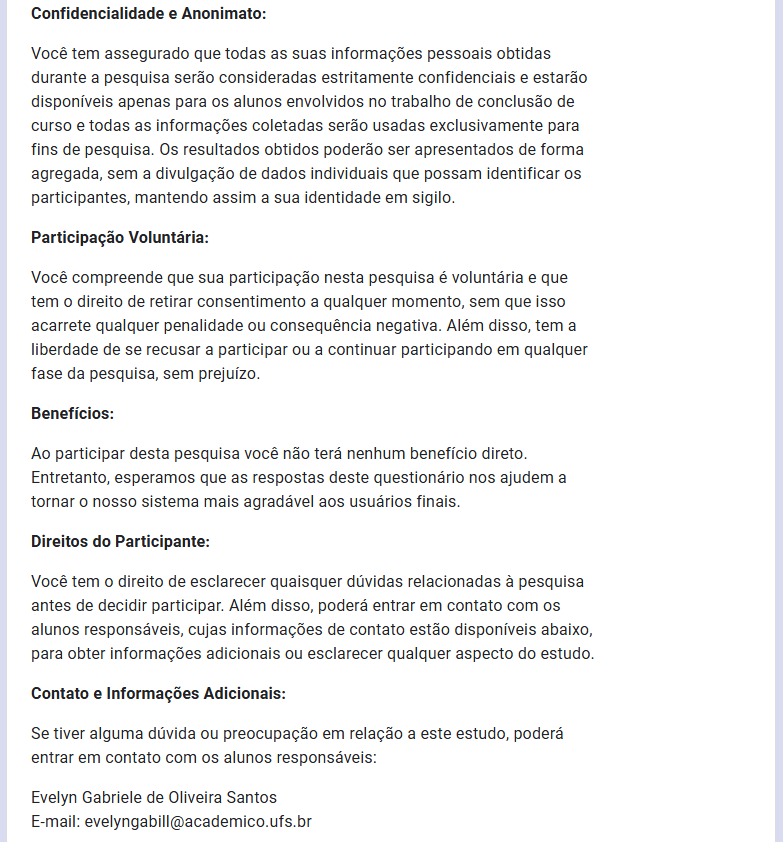 Confidencialidade e Anonimato:
Você tem assegurado que todas as suas informações pessoais obtidas
durante a pesquisa serão consideradas estritamente confidenciais e estarão
disponíveis apenas para os alunos envolvidos no trabalho de conclusão de
curso e todas as informações coletadas serão usadas exclusivamente para
fins de pesquisa. Os resultados obtidos poderão ser apresentados de forma
agregada, sem a divulgação de dados individuais que possam identificar os
participantes, mantendo assim a sua identidade em sigilo.
Participação Voluntária:
Você compreende que sua participação nesta pesquisa é voluntária e que
tem o direito de retirar consentimento a qualquer momento, sem que isso
acarrete qualquer penalidade ou consequência negativa. Além disso, tem a
liberdade de se recusar a participar ou a continuar participando em qualquer
fase da pesquisa, sem prejuízo.
Benefícios:
Ao participar desta pesquisa você não terá nenhum benefício direto.
Entretanto, esperamos que as respostas deste questionário nos ajudem a
tornar o nosso sistema mais agradável aos usuários finais.
Direitos do Participante:
Você tem o direito de esclarecer quaisquer dúvidas relacionadas à pesquisa
antes de decidir participar. Além disso, poderá entrar em contato com os
alunos responsáveis, cujas informações de contato estão disponíveis abaixo,
para obter informações adicionais ou esclarecer qualquer aspecto do estudo.
Contato e Informações Adicionais:
Se tiver alguma dúvida ou preocupação em relação a este estudo, poderá
entrar em contato com os alunos responsáveis:
Evelyn Gabriele de Oliveira Santos
E-mail: evelyngabill@academico.ufs.br